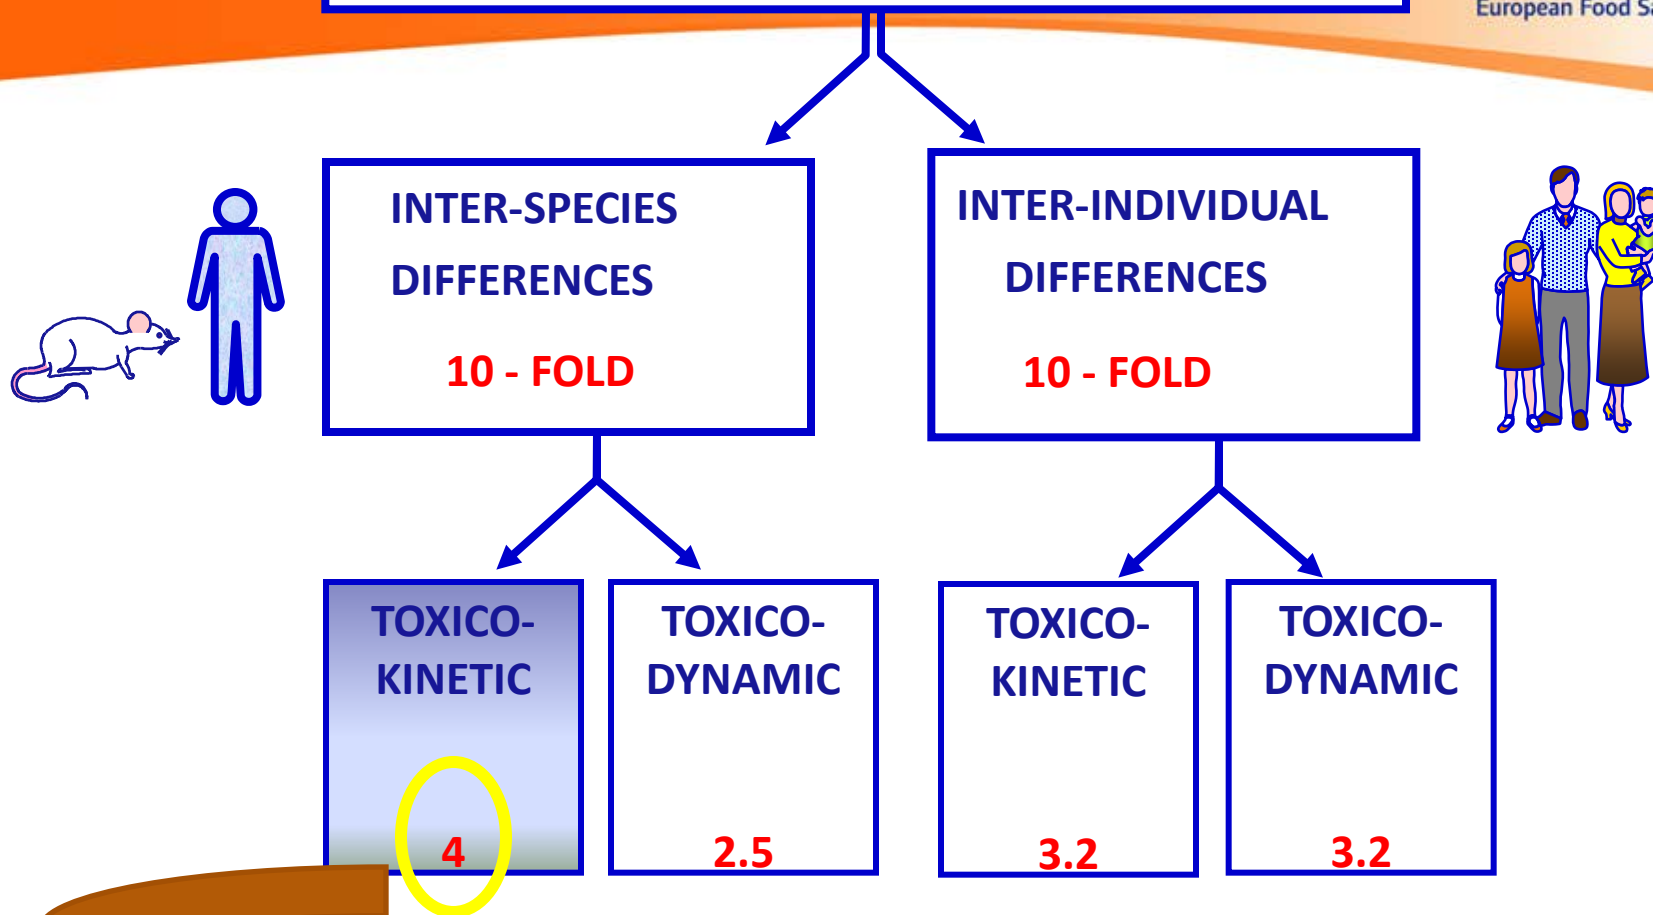 European Food
INTER-SPECIES
DIFFERENCES
10 - FOLD
INTER-INDIVIDUAL
DIFFERENCES
10 - FOLD
TOXICO-
KINETIC
4
TOXICO-
DYNAMIC
2.5
TOXICO-
KINETIC
3.2
TOXICO-
DYNAMIC
3.2